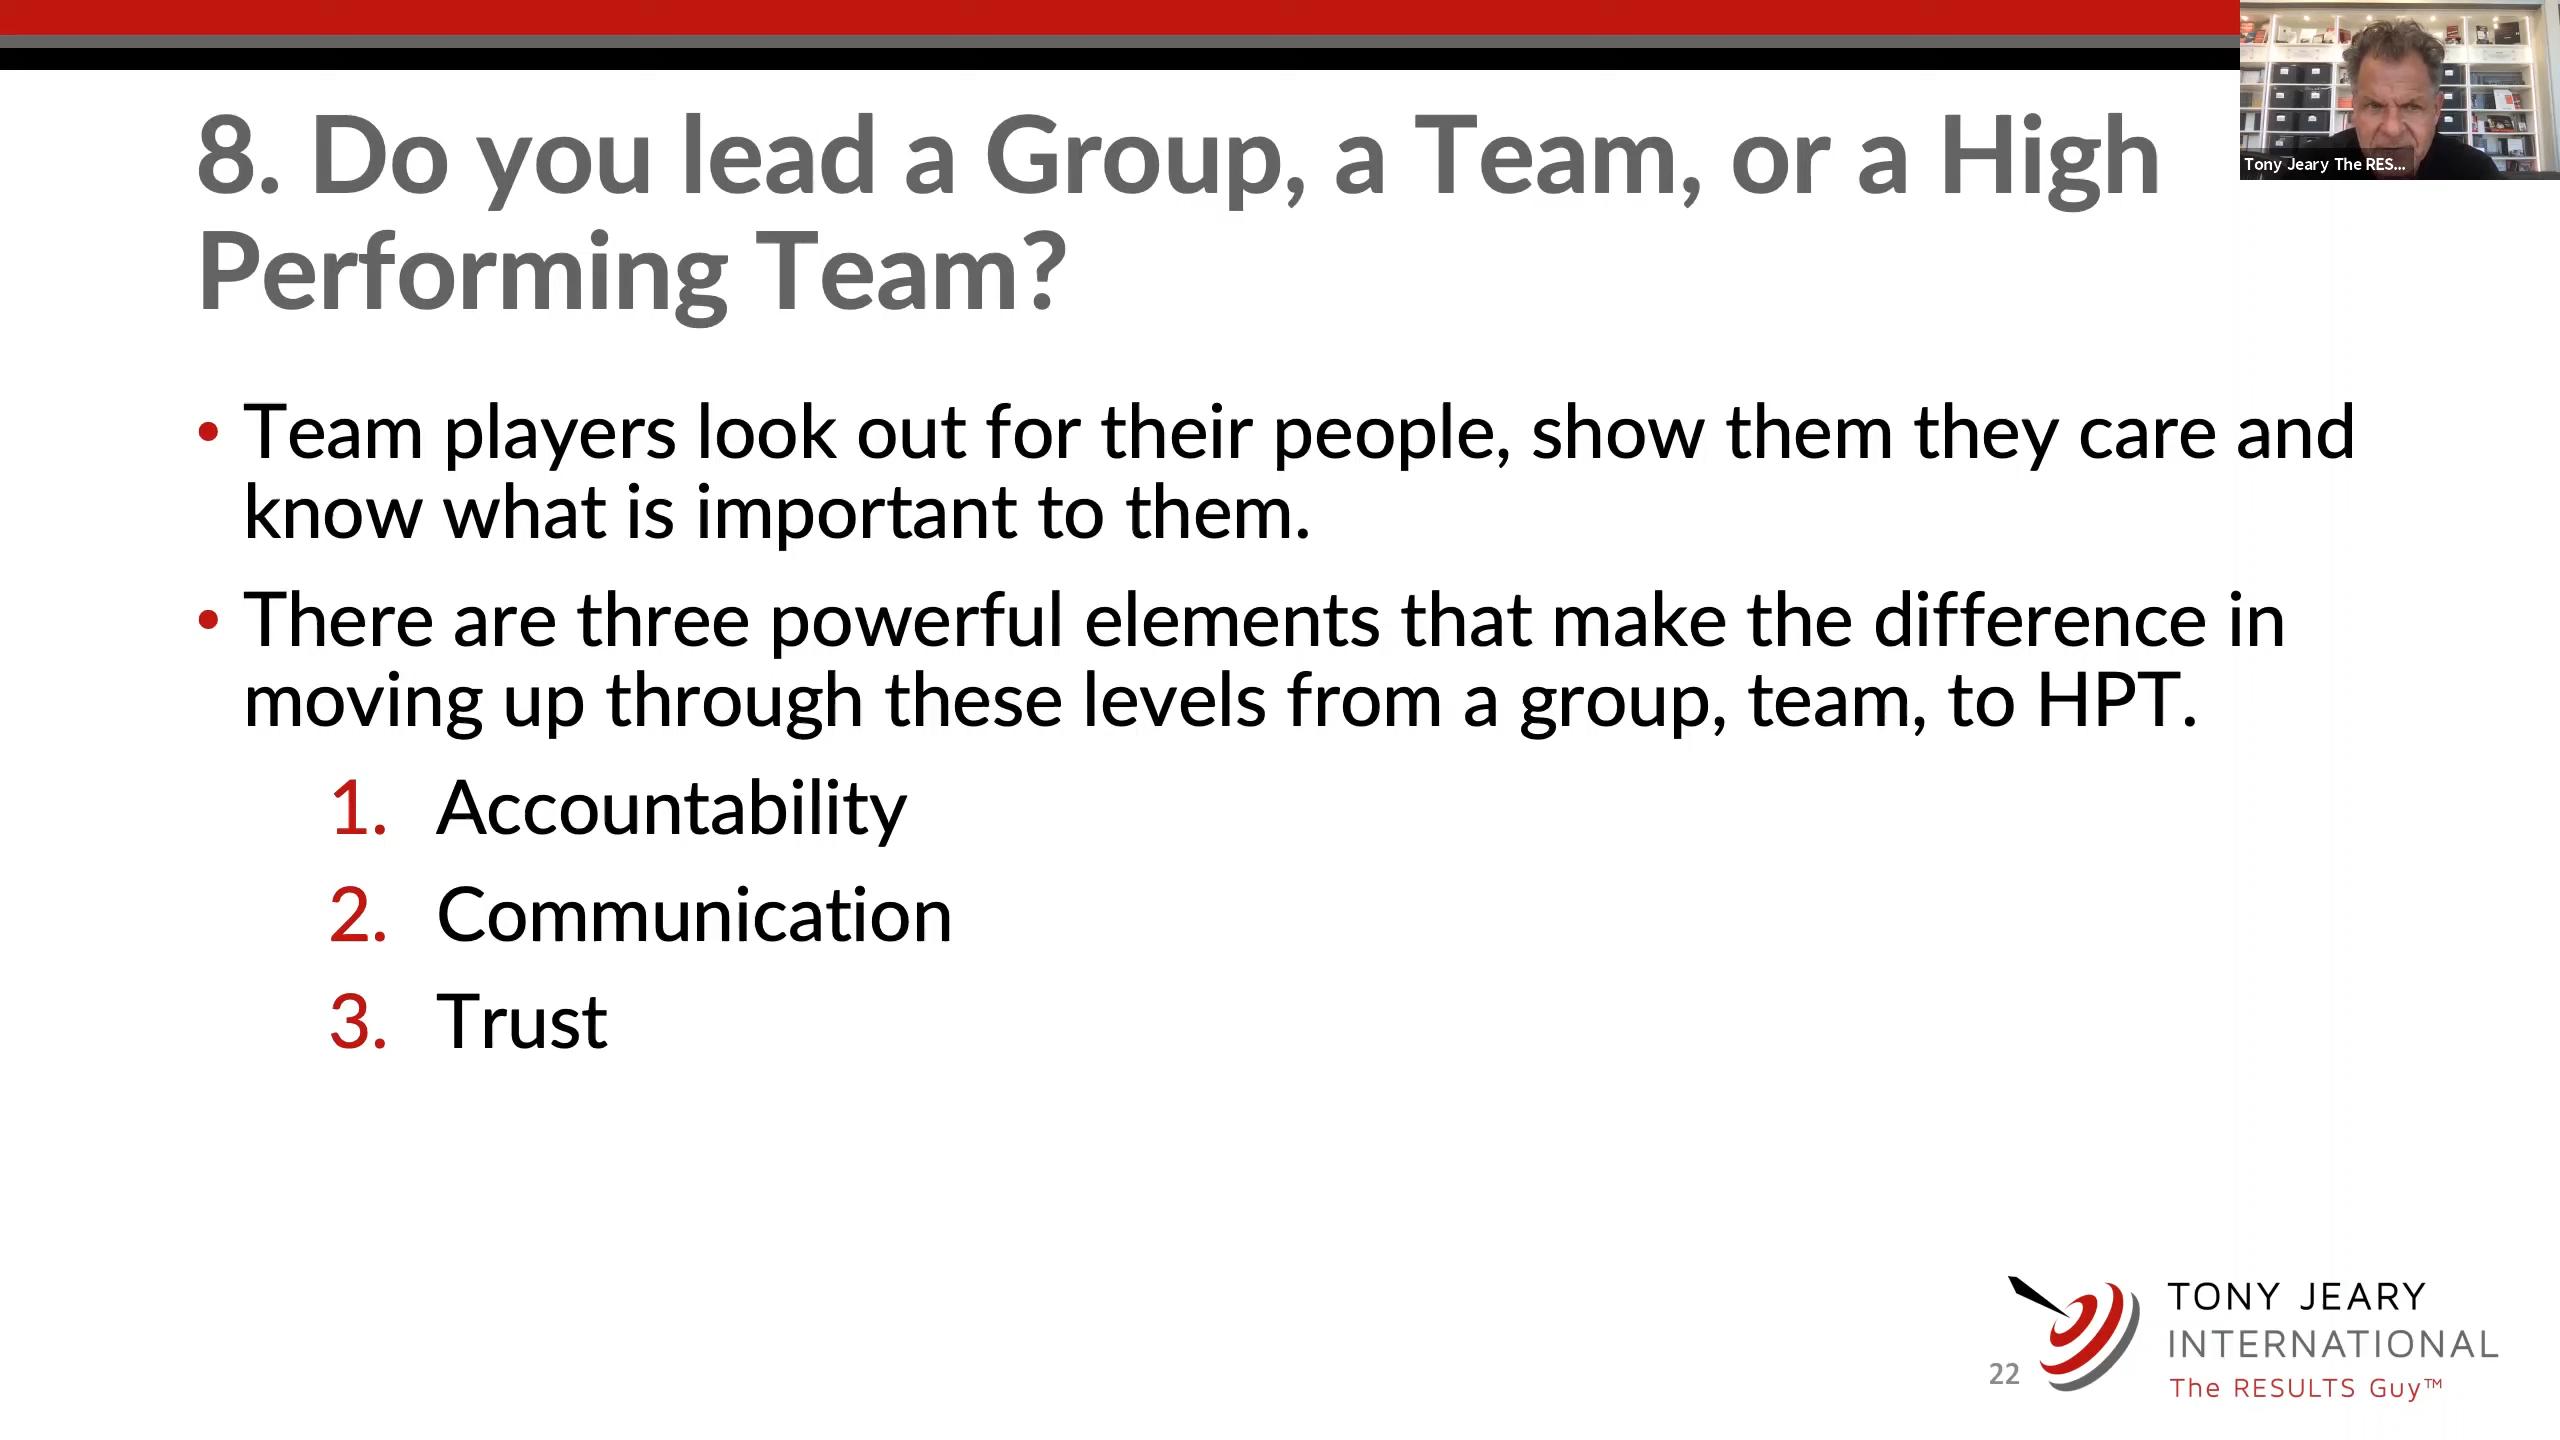 8. Do you lead a Group, a Team, or a High
Performing Team?
Tony Jeary The RES...
• Team players look out for their people, show them they care and
know what is important to them.
• There are three powerful elements that make the difference in
moving up through these levels from a group, team, to HPT.
1. Accountability
2. Communication
3. Trust
22
TONY JEARY
INTERNATIONAL
The RESULTS Guy™